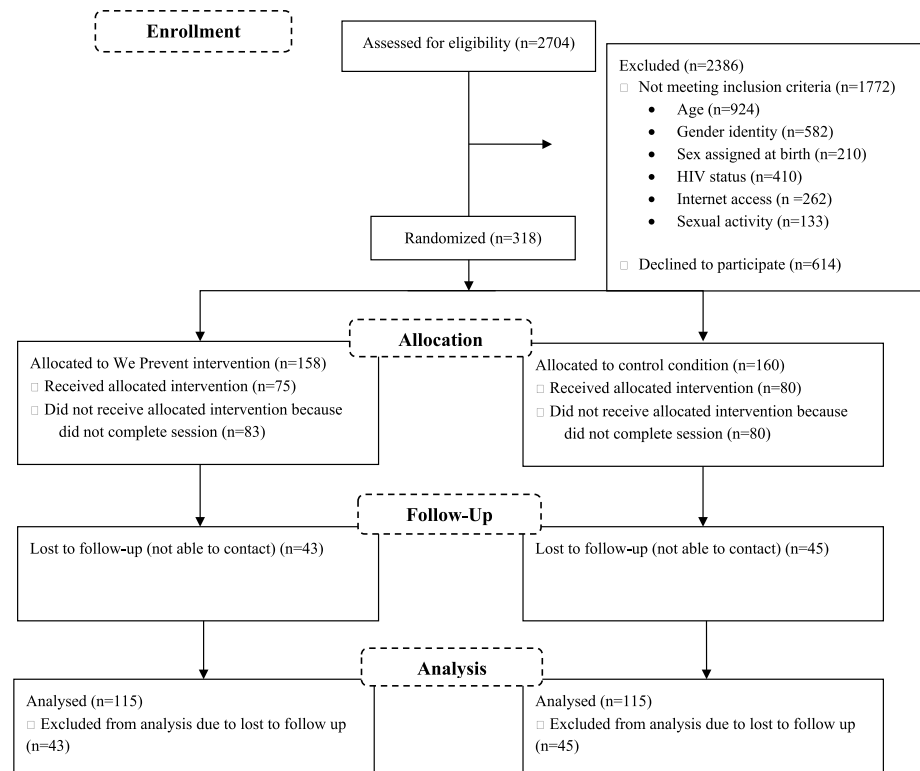 Enrollment
Assessed for eligibility (n=2704)
Excluded (n=2386)
□ Not meeting inclusion criteria (n=1772)
• Age (n=924)
• Gender identity (n=582)
• Sex assigned at birth (n=210)
• HIV status (n=410)
• Internet access (n =262)
• Sexual activity (n=133)
□ Declined to participate (n=614)
Randomized (n=318)
Allocation
Allocated to We Prevent intervention (n=158)
□ Received allocated intervention (n=75)
□ Did not receive allocated intervention because
did not complete session (n=83)
Allocated to control condition (n=160)
□ Received allocated intervention (n=80)
□ Did not receive allocated intervention because
did not complete session (n=80)
Follow-Up
Lost to follow-up (not able to contact) (n=43)
Lost to follow-up (not able to contact) (n=45)
Analysis
Analysed (n=115)
□ Excluded from analysis due to lost to follow up
(n=43)
Analysed (n=115)
□ Excluded from analysis due to lost to follow up
(n=45)